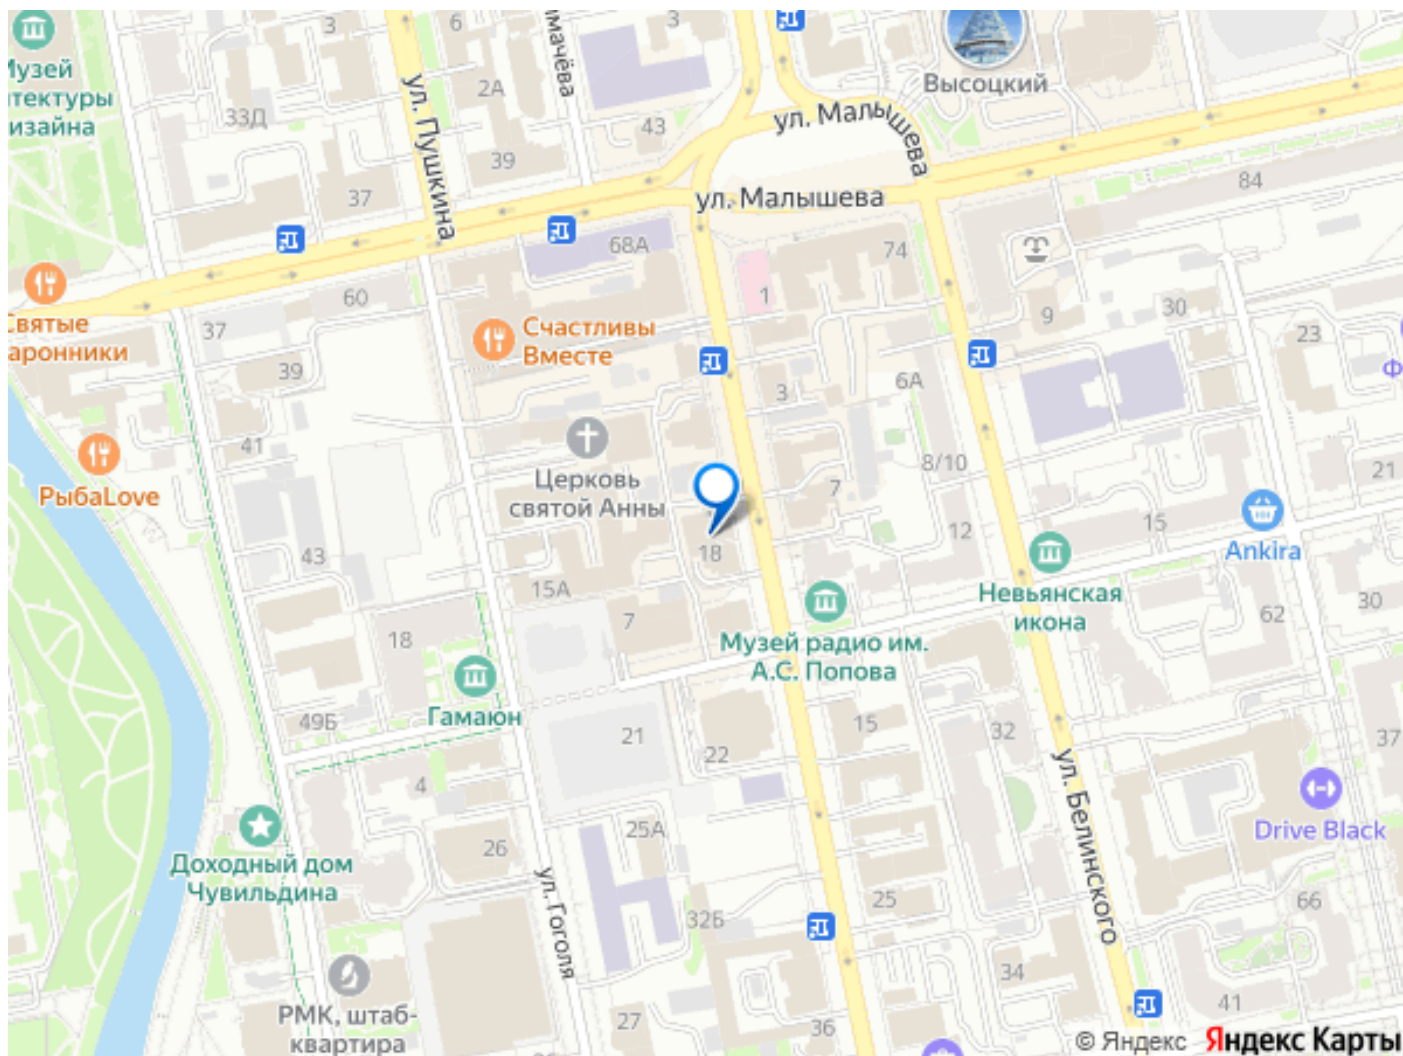 3
6
мачёва
3
Музей
тектуры
изайна
33Д
2А
ул. Пушкина
43
39
37
Высоцкий
ул. Малышева
ул. Малышева
84
68А
74
60
1
9
30
23
Святые
аронники
37
39
Счастливы
Вместе
3
6А
Ф
41
РыбаLove
Церковь
святой Анны
8/10
7
21
12
15
Ankira
43
18
15А
Невьянская
икона
30
62
18
7
Музей радио им.
А.С. Попова
Гамаюн
49Б
21
22
15
32
37
4
ул. Белинского
Drive Black
26
25А
Доходный дом
Чувильдина
ул. Гоголя
32Б
25
66
34
41
РМК, штаб-
квартира
27
36
© Яндекс Яндекс Карты